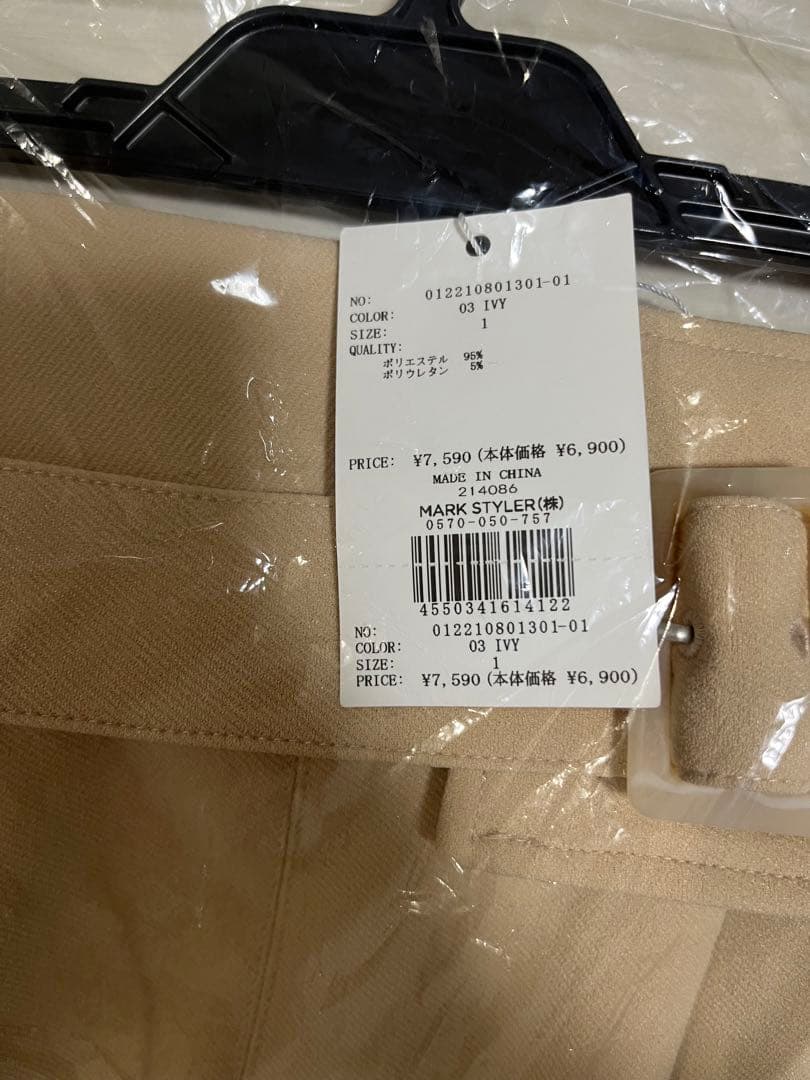 NO: 012210801301-01
COLOR: 03 IVY
SIZE: 1
QUALITY:
ポリエステル 95%
ポリウレタン 5%
PRICE: ¥7,590(本体価格 ¥6,900)
MADE IN CHINA
214086
MARK STYLER(株)
0570-050-757
4550341614122
NO: 012210801301-01
COLOR: 03 IVY
SIZE: 1
PRICE: ¥7,590(本体価格 ¥6,900)